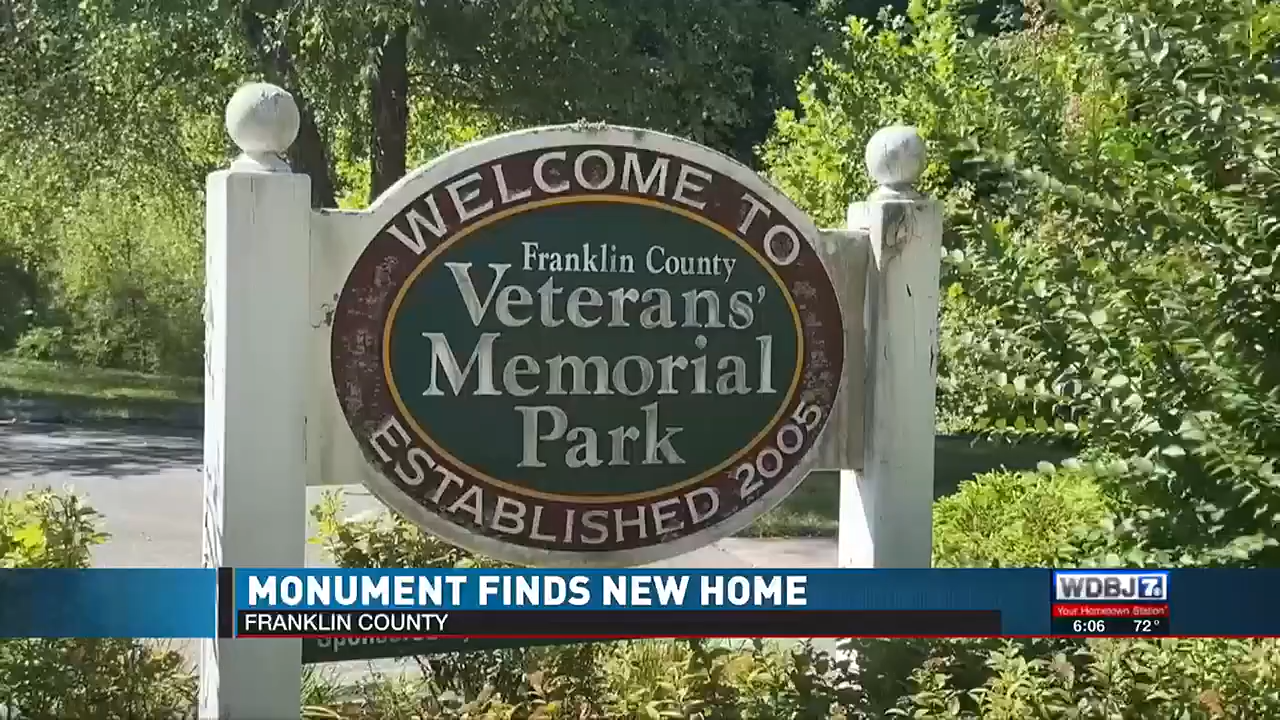 WELCOME TO
Franklin County
Veterans'
Memorial
Park
ESTABLISHED 2005
MONUMENT FINDS NEW HOME
FRANKLIN COUNTY
WDBJ7
Your Hometown Station
6:06 72°